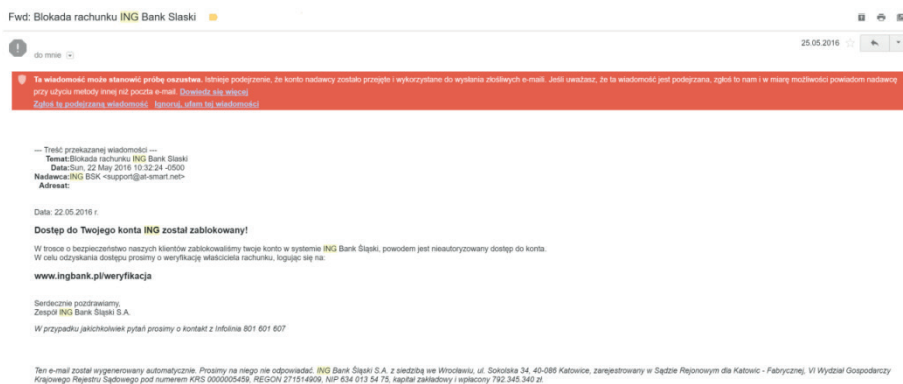 Fwd: Blokada rachunku ING Bank Slaski
25.05.2016
do mnie
Ta wiadomość może stanowić próbę oszustwa. Istnieje podejrzenie, że konto nadawcy zostało przejęte i wykorzystane do wysłania złośliwych e-maili. Jeśli uważasz, że ta wiadomość jest podejrzana, zgłoś to nam i w miarę możliwości powiadom nadawcę
przy użyciu metody innej niż poczta e-mail. Dowiedz się więcej
Zgłoś tę podejrzaną wiadomość Ignoruj, ufam tej wiadomości
--- Treść przekazanej wiadomości ---
Temat:Blokada rachunku ING Bank Slaski
Data:Sun, 22 May 2016 10:32:24 -0500
Nadawca:ING BSK <support@at-smart.net>
Adresat:
Data: 22.05.2016 r.
Dostęp do Twojego konta ING został zablokowany!
W trosce o bezpieczeństwo naszych klientów zablokowaliśmy twoje konto w systemie ING Bank Śląski, powodem jest nieautoryzowany dostęp do konta.
W celu odzyskania dostępu prosimy o weryfikację właściciela rachunku, logując się na:
www.ingbank.pl/weryfikacja
Serdecznie pozdrawiamy,
Zespół ING Bank Śląski S.A.
W przypadku jakichkolwiek pytań prosimy o kontakt z Infolinia 801 601 607
Ten e-mail został wygenerowany automatycznie. Prosimy na niego nie odpowiadać. ING Bank Śląski S.A. z siedzibą we Wrocławiu, ul. Sokolska 34, 40-086 Katowice, zarejestrowany w Sądzie Rejonowym dla Katowic - Fabrycznej, VI Wydział Gospodarczy
Krajowego Rejestru Sądowego pod numerem KRS 0000005459, REGON 271514909, NIP 634 013 54 75, kapitał zakładowy i wpłacony 792.345.340 zł.